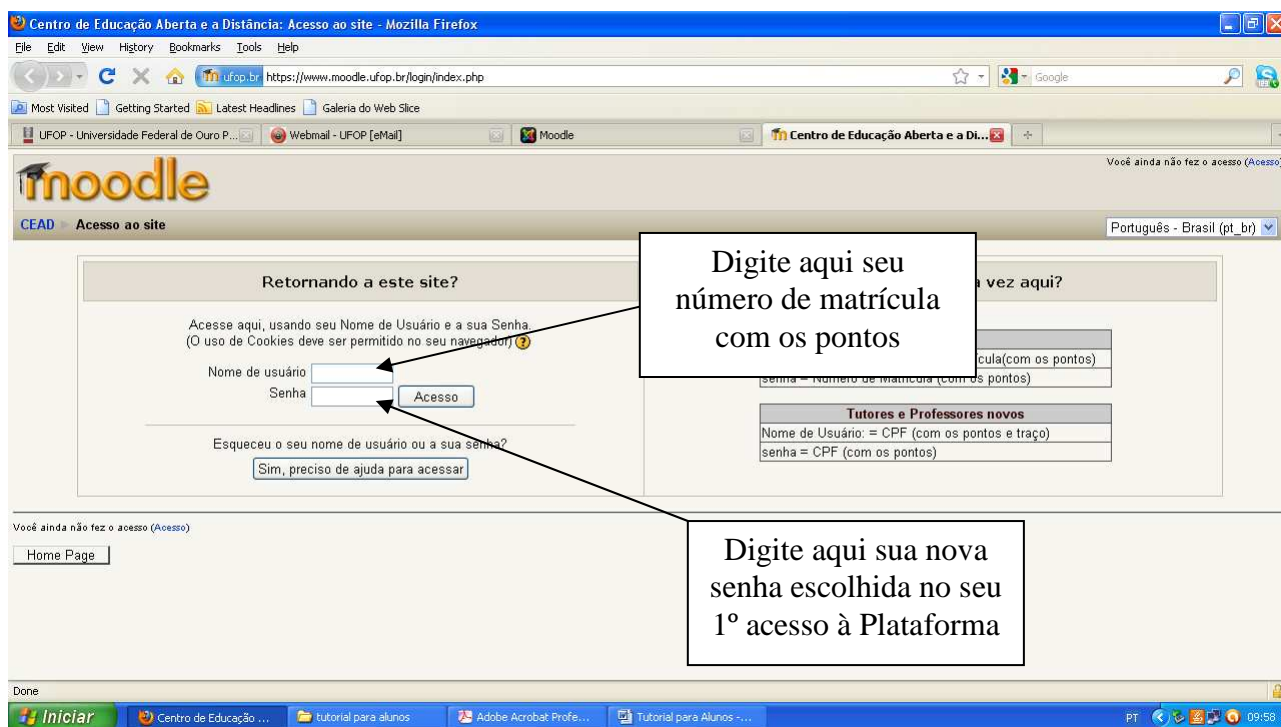 Centro de Educação Aberta e a Distância: Acesso ao site - Mozilla Firefox
File Edit View History Bookmarks Tools Help
ufop.br https://www.moodle.ufop.br/login/index.php
Google
Most Visited Getting Started Latest Headlines Galeria do Web Slice
UFOP - Universidade Federal de Ouro P... Webmail - UFOP [eMail] Moodle Centro de Educação Aberta e a Di...
moodle
Você ainda não fez o acesso (Acesso)
CEAD Acesso ao site
Português - Brasil (pt_br)
Retornando a este site?
Acesse aqui, usando seu Nome de Usuário e a sua Senha.
(O uso de Cookies deve ser permitido no seu navegador)
Nome de usuário
Senha
Acesso
Esqueceu o seu nome de usuário ou a sua senha?
Sim, preciso de ajuda para acessar
Digite aqui seu
número de matrícula
com os pontos
vez aqui?
cula(com os pontos)
senha = Número de Matrícula (com os pontos)
Tutores e Professores novos
Nome de Usuário: = CPF (com os pontos e traço)
senha = CPF (com os pontos)
Você ainda não fez o acesso (Acesso)
Home Page
Digite aqui sua nova
senha escolhida no seu
1º acesso à Plataforma
Done
Iniciar Centro de Educação ... tutorial para alunos Adobe Acrobat Profe... Tutorial para Alunos -... PT 09:58